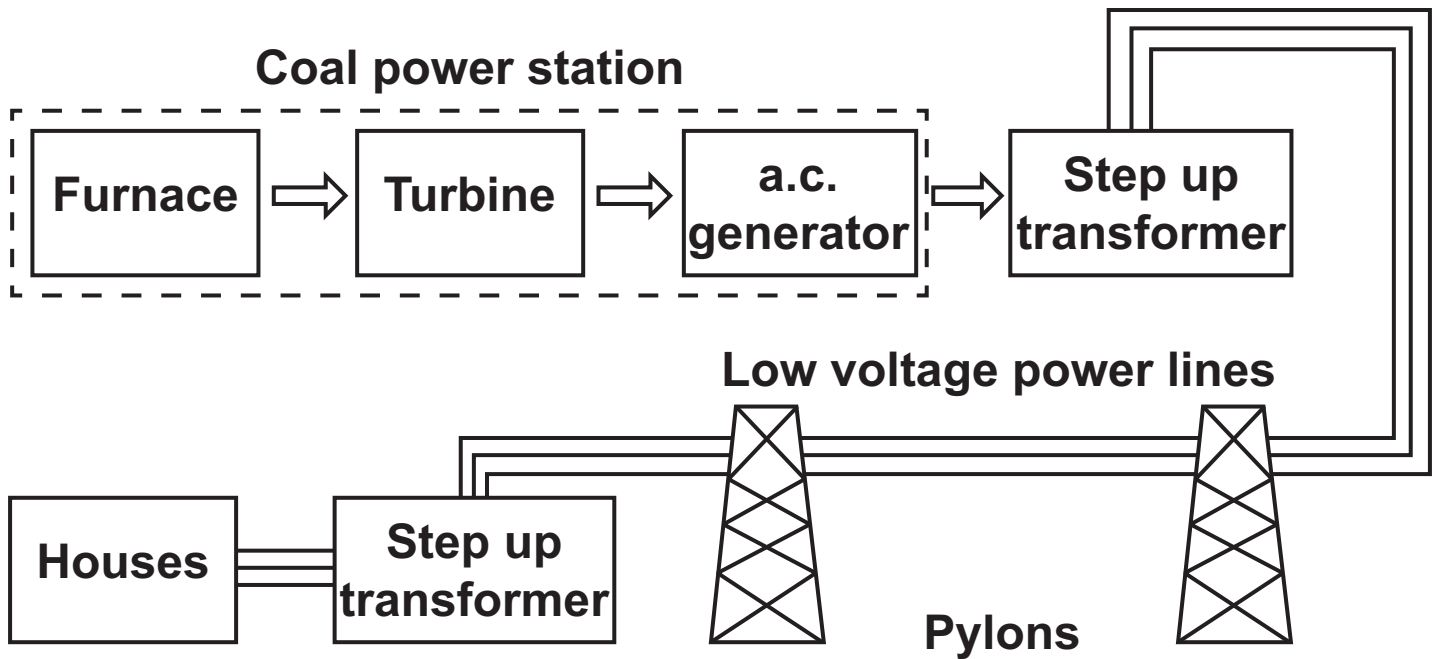 Coal power station
Furnace
Turbine
a.c.
generator
Step up
transformer
Low voltage power lines
Houses
Step up
transformer
Pylons